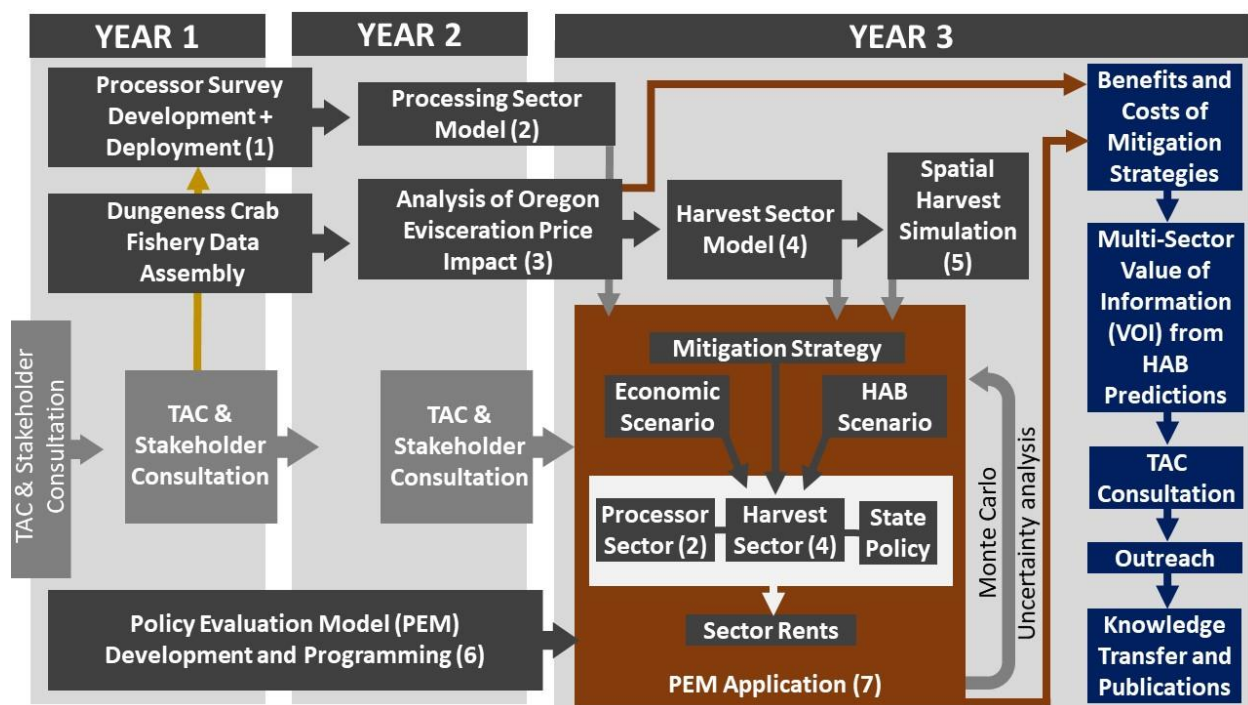 YEAR 1
YEAR 2
YEAR 3
Processor Survey
Development +
Deployment (1)
Processing Sector
Model (2)
Dungeness Crab
Fishery Data
Assembly
Analysis of Oregon
Evisceration Price
Impact (3)
Harvest Sector
Model (4)
Spatial
Harvest
Simulation
(5)
TAC & Stakeholder
Consultation
TAC &
Stakeholder
Consultation
TAC &
Stakeholder
Consultation
Policy Evaluation Model (PEM)
Development and Programming (6)
Mitigation Strategy
Economic
Scenario
HAB
Scenario
Processor
Sector (2)
Harvest
Sector (4)
State
Policy
Sector Rents
PEM Application (7)
Monte Carlo
Uncertainty analysis
Benefits and
Costs of
Mitigation
Strategies
Multi-Sector
Value of
Information
(VOI) from
HAB
Predictions
TAC
Consultation
Outreach
Knowledge
Transfer and
Publications